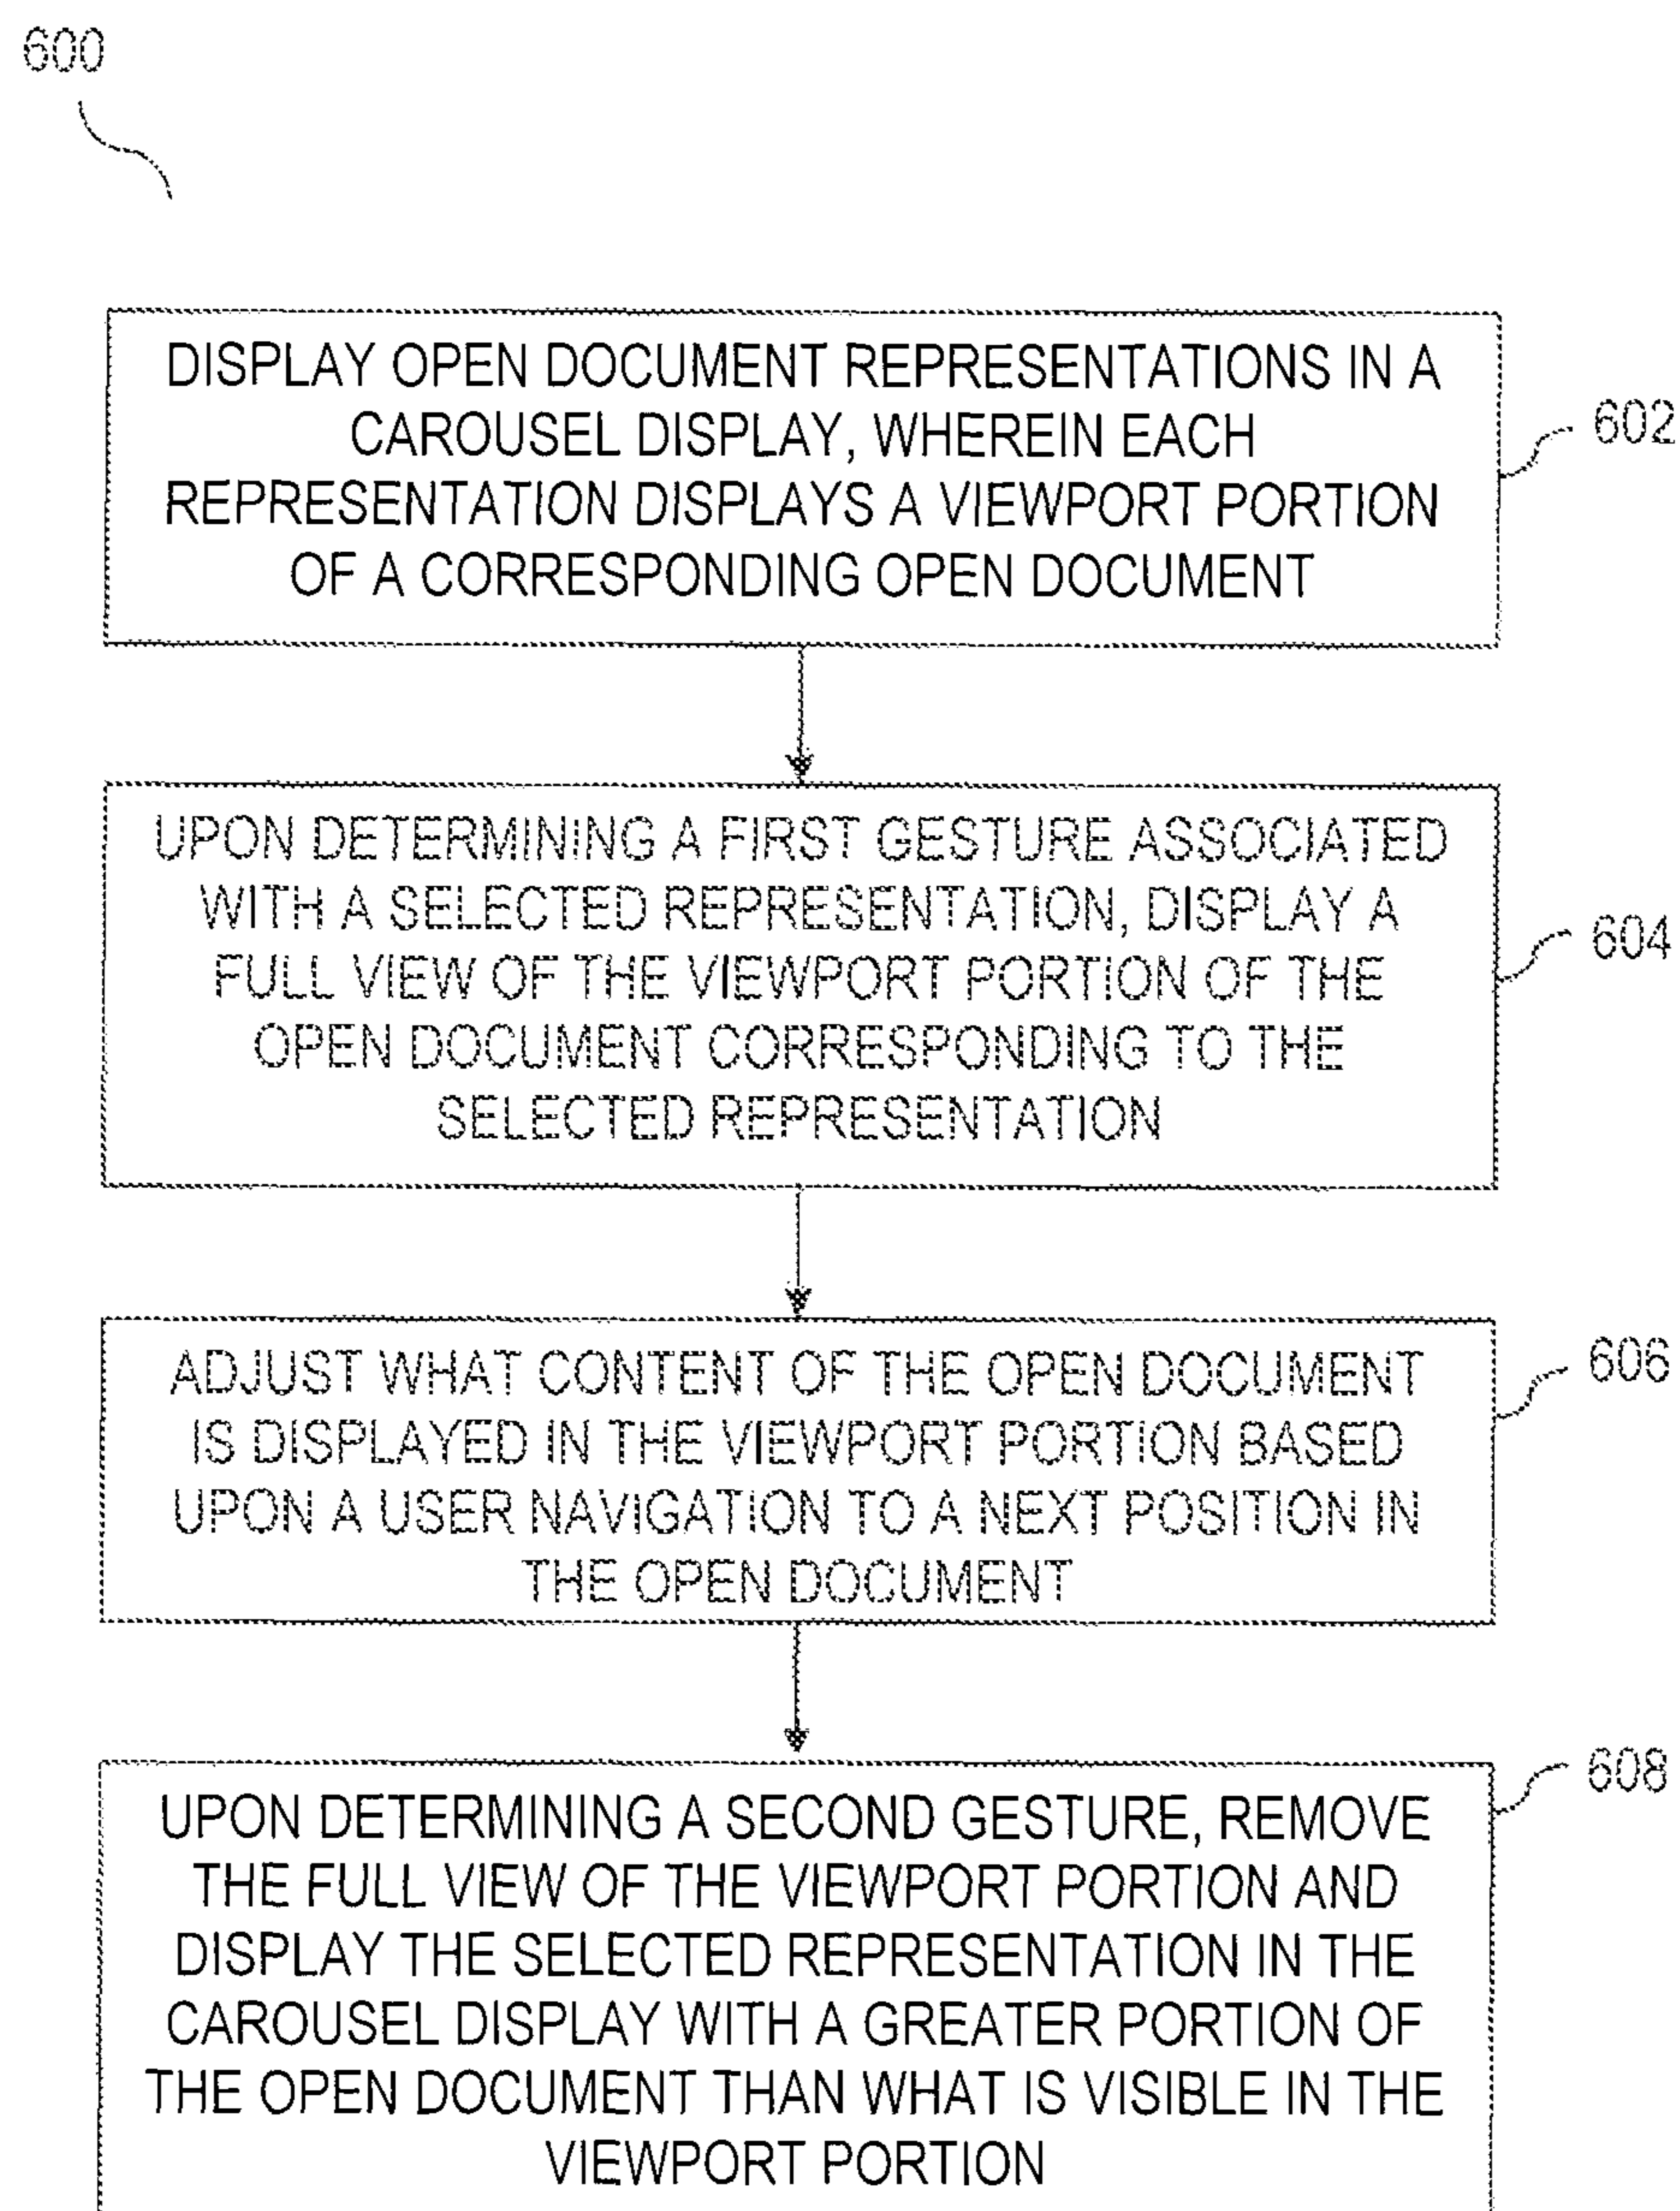 600
DISPLAY OPEN DOCUMENT REPRESENTATIONS IN A
CAROUSEL DISPLAY, WHEREIN EACH
REPRESENTATION DISPLAYS A VIEWPORT PORTION
OF A CORRESPONDING OPEN DOCUMENT
602
UPON DETERMINING A FIRST GESTURE ASSOCIATED
WITH A SELECTED REPRESENTATION, DISPLAY A
FULL VIEW OF THE VIEWPORT PORTION OF THE
OPEN DOCUMENT CORRESPONDING TO THE
SELECTED REPRESENTATION
604
ADJUST WHAT CONTENT OF THE OPEN DOCUMENT
IS DISPLAYED IN THE VIEWPORT PORTION BASED
UPON A USER NAVIGATION TO A NEXT POSITION IN
THE OPEN DOCUMENT
606
UPON DETERMINING A SECOND GESTURE, REMOVE
THE FULL VIEW OF THE VIEWPORT PORTION AND
DISPLAY THE SELECTED REPRESENTATION IN THE
CAROUSEL DISPLAY WITH A GREATER PORTION OF
THE OPEN DOCUMENT THAN WHAT IS VISIBLE IN THE
VIEWPORT PORTION
608